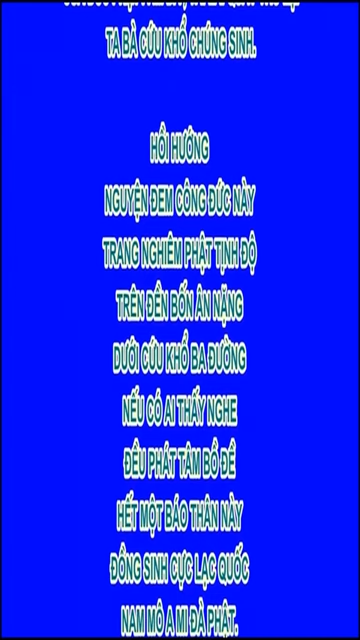 TA BÀ CỨU KHỔ CHÚNG SINH.
HỒI HƯỚNG
NGUYỆN ĐEM CÔNG ĐỨC NÀY
TRANG NGHIÊM PHẬT TỊNH ĐỘ
TRÊN ĐỀN BỐN ÂN NẶNG
DƯỚI CỨU KHỔ BA ĐƯỜNG
NẾU CÓ AI THẤY NGHE
ĐỀU PHÁT TÂM BỒ ĐỀ
HẾT MỘT BÁO THÂN NÀY
ĐỒNG SINH CỰC LẠC QUỐC
NAM MÔ A MI ĐÀ PHẬT.